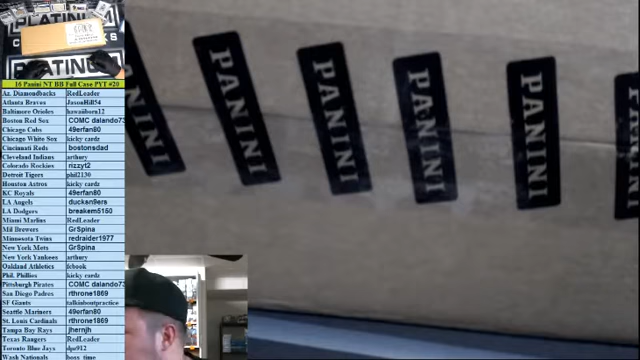 PLATINUM
PLATINUM
16 Panini NT BB Full Case PYT #20
Az. Diamondbacks RedLeader
Atlanta Braves JasonHill54
Baltimore Orioles hawaiiborn12
Boston Red Sox COMC dalando73
Chicago Cubs 49erfan80
Chicago White Sox kicky cardz
Cincinnati Reds bostonsdad
Cleveland Indians arthury
Colorado Rockies rizzyt2
Detroit Tigers phil2130
Houston Astros kicky cardz
KC Royals 49erfan80
LA Angels ducksn9ers
LA Dodgers breakem5150
Miami Marlins RedLeader
Mil Brewers GrSpina
Minnesota Twins redraider1977
New York Mets GrSpina
New York Yankees arthury
Oakland Athletics fcbook
Phil. Phillies kicky cardz
Pittsburgh Pirates COMC dalando73
San Diego Padres rthrone1869
SF Giants talkinboutpractice
Seattle Mariners 49erfan80
St. Louis Cardinals rthrone1869
Tampa Bay Rays jhernjh
Texas Rangers RedLeader
Toronto Blue Jays dpr912
Wash Nationals boss_time
PANINI
PANINI
PANINI
PANINI
PANINI